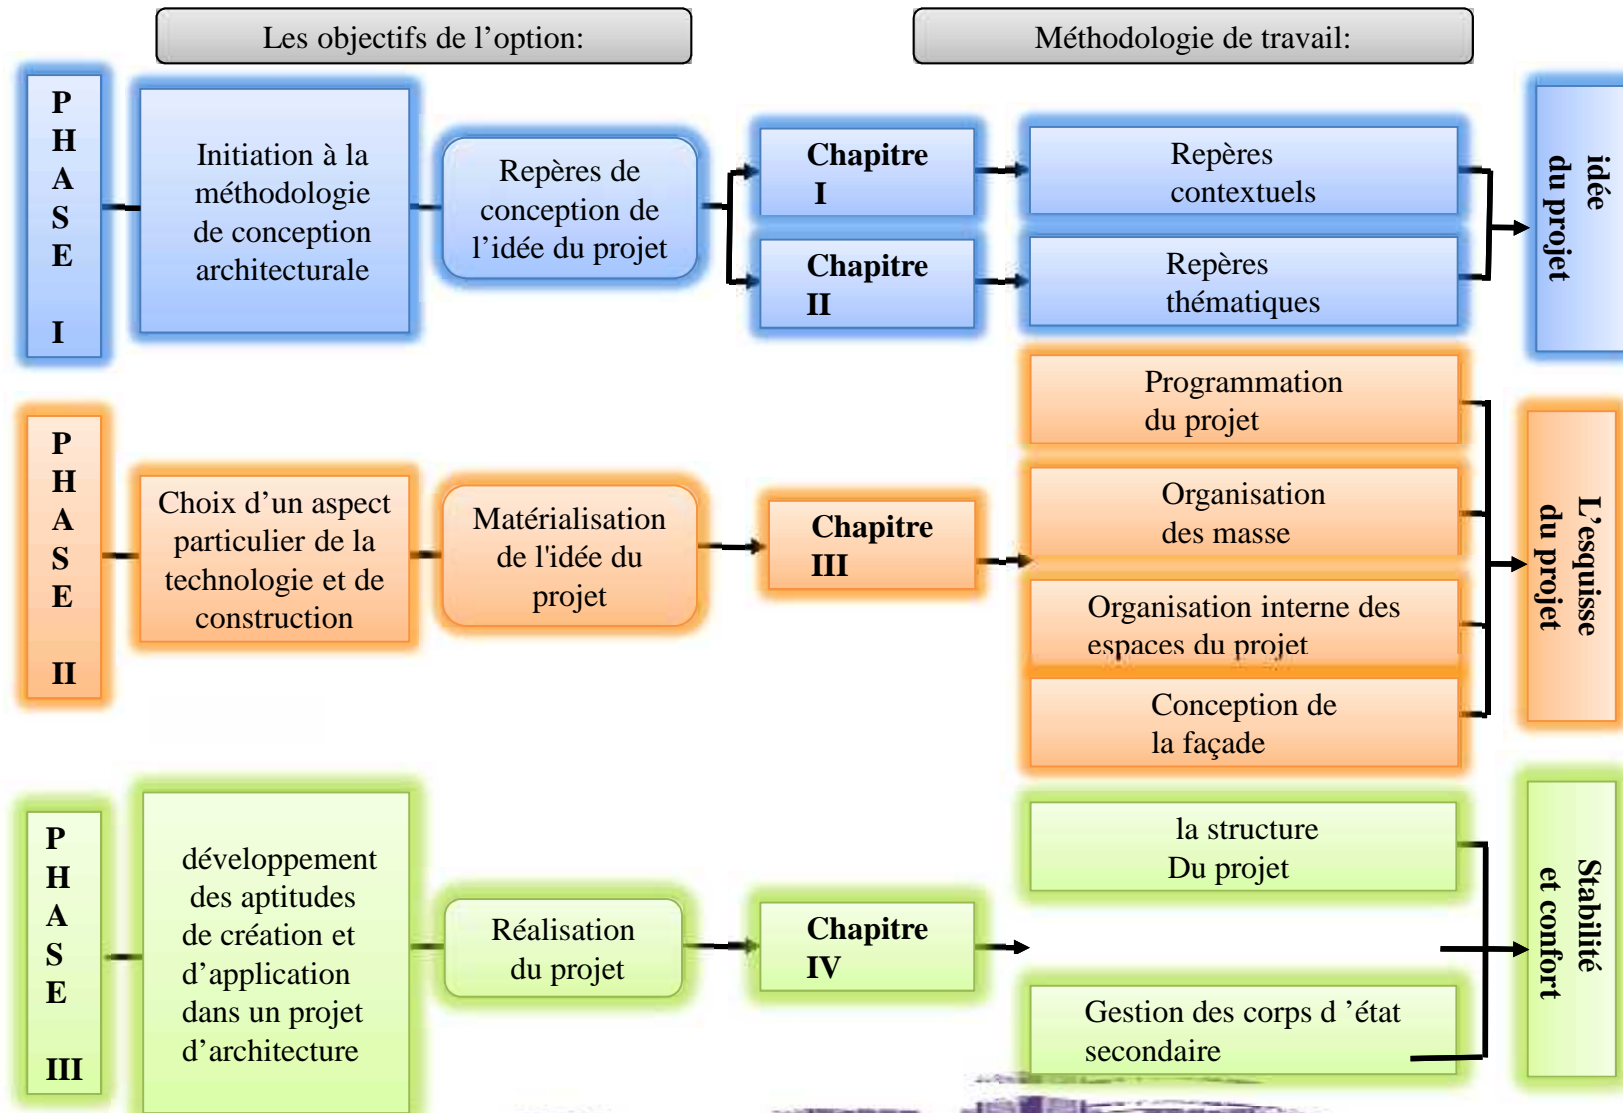 Les objectifs de l’option:
Méthodologie de travail:
P
H
A
S
E
I
Initiation à la
méthodologie
de conception
architecturale
Repères de
conception de
l’idée du projet
Chapitre
I
Chapitre
II
Repères
contextuels
Repères
thématiques
idée
du projet
P
H
A
S
E
II
Choix d’un aspect
particulier de la
technologie et de
construction
Matérialisation
de l'idée du
projet
Chapitre
III
Programmation
du projet
Organisation
des masse
Organisation interne des
espaces du projet
Conception de
la façade
L’esquisse
du projet
P
H
A
S
E
III
développement
des aptitudes
de création et
d’application
dans un projet
d’architecture
Réalisation
du projet
Chapitre
IV
la structure
Du projet
Gestion des corps d ’état
secondaire
Stabilité
et confort